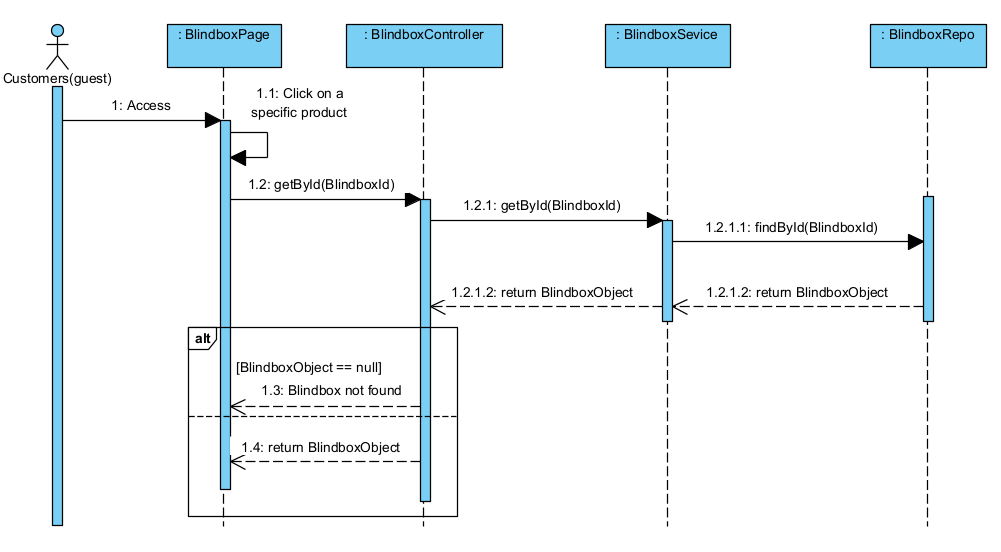 : BlindboxPage
: BlindboxController
: BlindboxSevice
: BlindboxRepo
Customers(guest)
1: Access
1.1: Click on a
specific product
1.2: getById(BlindboxId)
1.2.1: getById(BlindboxId)
1.2.1.1: findById(BlindboxId)
1.2.1.2: return BlindboxObject
1.2.1.2: return BlindboxObject
alt
[BlindboxObject == null]
1.3: Blindbox not found
1.4: return BlindboxObject